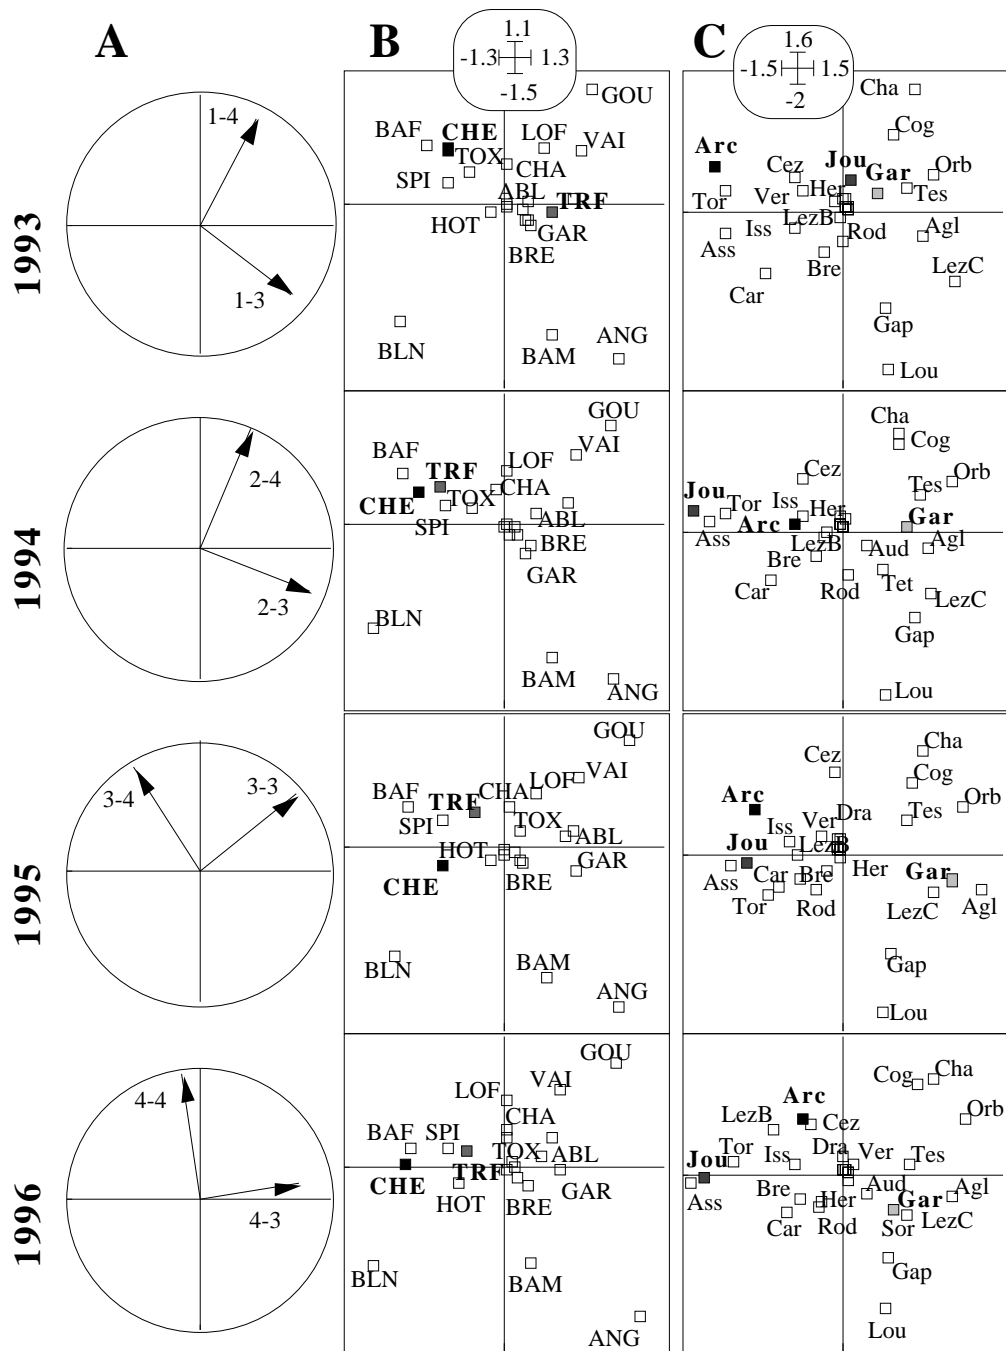 A B C
1.1
-1.3 1.3
-1.5
1.6
-1.5 1.5
-2
1993
1-4
1-3
GOU
BAF CHE LOF VAI
TOX CHA
SPI ABL TRF
HOT GAR
BRE
BLN BAM ANG
Cha
Cog
Arc Cez Jou Gar Orb
Tor Ver Her Tes
Iss LezB Rod Agl
Ass Bre LezC
Car Gap
Lou
1994
2-4
2-3
GOU
BAF LOF VAI
TRF
CHE TOX CHA
SPI ABL
BRE
GAR
BLN
BAM ANG
Cha
Cog
Cez Orb
Jou Tor Iss Her Tes
Ass Arc Gar
LezB Aud Agl
Bre Tet
Car Rod LezC
Gap
Lou
1995
3-4 3-3
GOU
LOF VAI
BAF TRF CHA
SPI TOX ABL
HOT GAR
CHE BRE
BLN BAM
ANG
Cez Cha
Cog
Arc Dra Orb
Iss Ver Tes
Jou LezB
Ass Car Bre Her Gar
Tor Rod LezC Agl
Gap
Lou
1996
4-4
4-3
GOU
LOF VAI
CHA
BAF SPI TOX ABL
CHE TRF GAR
HOT BRE
BLN BAM
ANG
Cog Cha
Arc Orb
LezB Cez
Tor Iss Dra Ver Tes
Jou
Ass Bre Her Aud Gar Agl
Car Rod Sor LezC
Gap
Lou